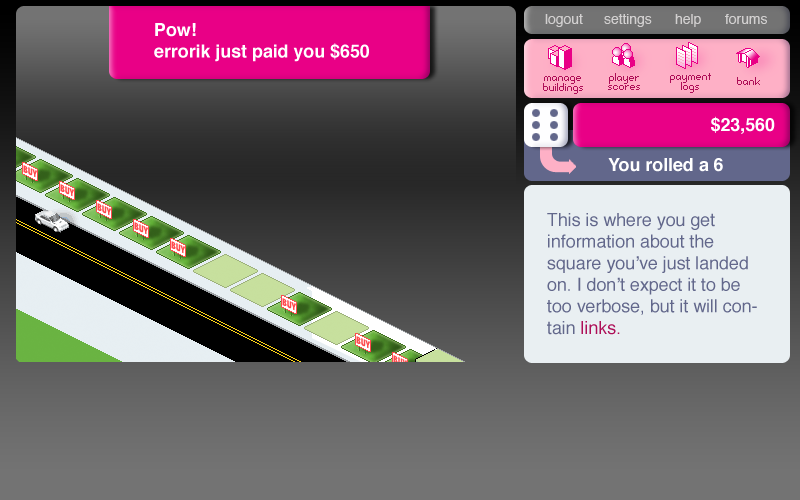 Pow!
errorik just paid you $650
logout settings help forums
manage buildings
player scores
payment logs
bank
$23,560
You rolled a 6
BUY
BUY
BUY
BUY
BUY
BUY
BUY
BUY
This is where you get
information about the
square you've just landed
on. I don't expect it to be
too verbose, but it will con-
tain links.